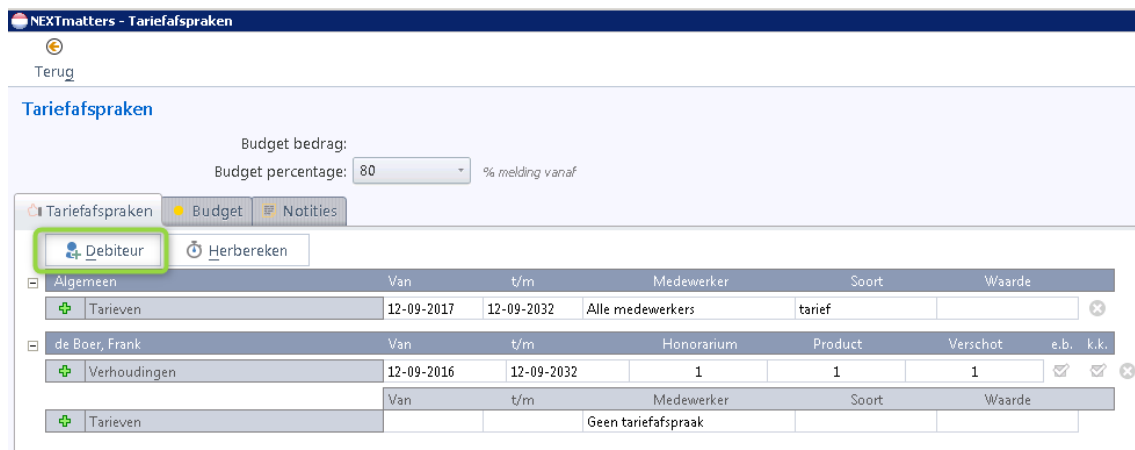 NEXTmatters - Tariefafspraken
Terug
Tariefafspraken
Budget bedrag:
Budget percentage: 80 % melding vanaf
Tariefafspraken Budget Notities
Debiteur Herbereken
Algemeen Van t/m Medewerker Soort Waarde
Tarieven 12-09-2017 12-09-2032 Alle medewerkers tarief
de Boer, Frank Van t/m Honorarium Product Verschot e.b. k.k.
Verhoudingen 12-09-2016 12-09-2032 1 1 1
Van t/m Medewerker Soort Waarde
Tarieven Geen tariefafspraak